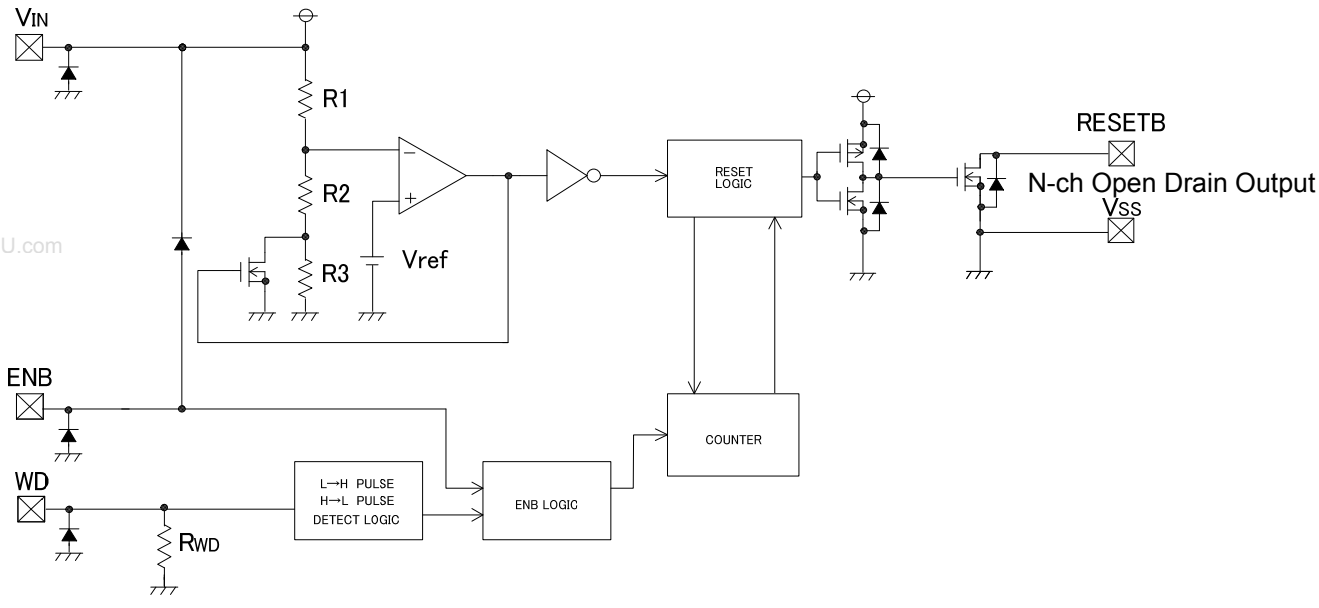 VIN
R1
−
+
R2
R3
Vref
RESET
LOGIC
RESETB
N-ch Open Drain Output
VSS
U.com
ENB
COUNTER
WD
L→H PULSE
H→L PULSE
DETECT LOGIC
ENB LOGIC
RWD